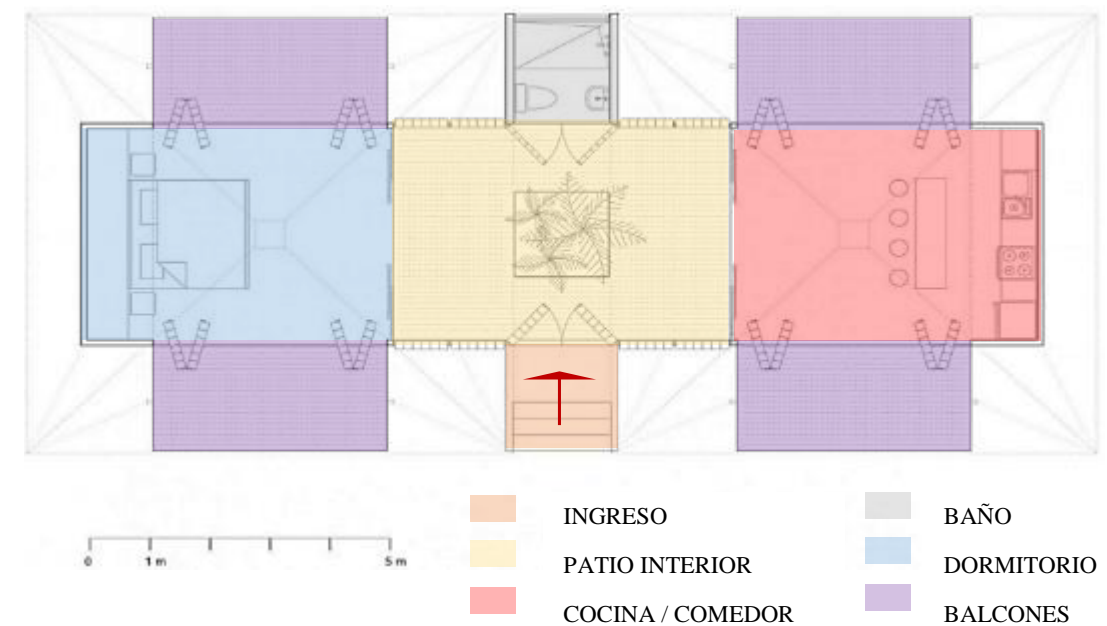 0 1 m 5 m
INGRESO
PATIO INTERIOR
COCINA / COMEDOR
BAÑO
DORMITORIO
BALCONES